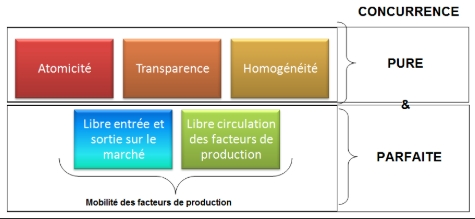 CONCURRENCE
Atomicité
Transparence
Homogénéité
PURE
&
Libre entrée et
sortie sur le
marché
Libre circulation
des facteurs de
production
PARFAITE
Mobilité des facteurs de production